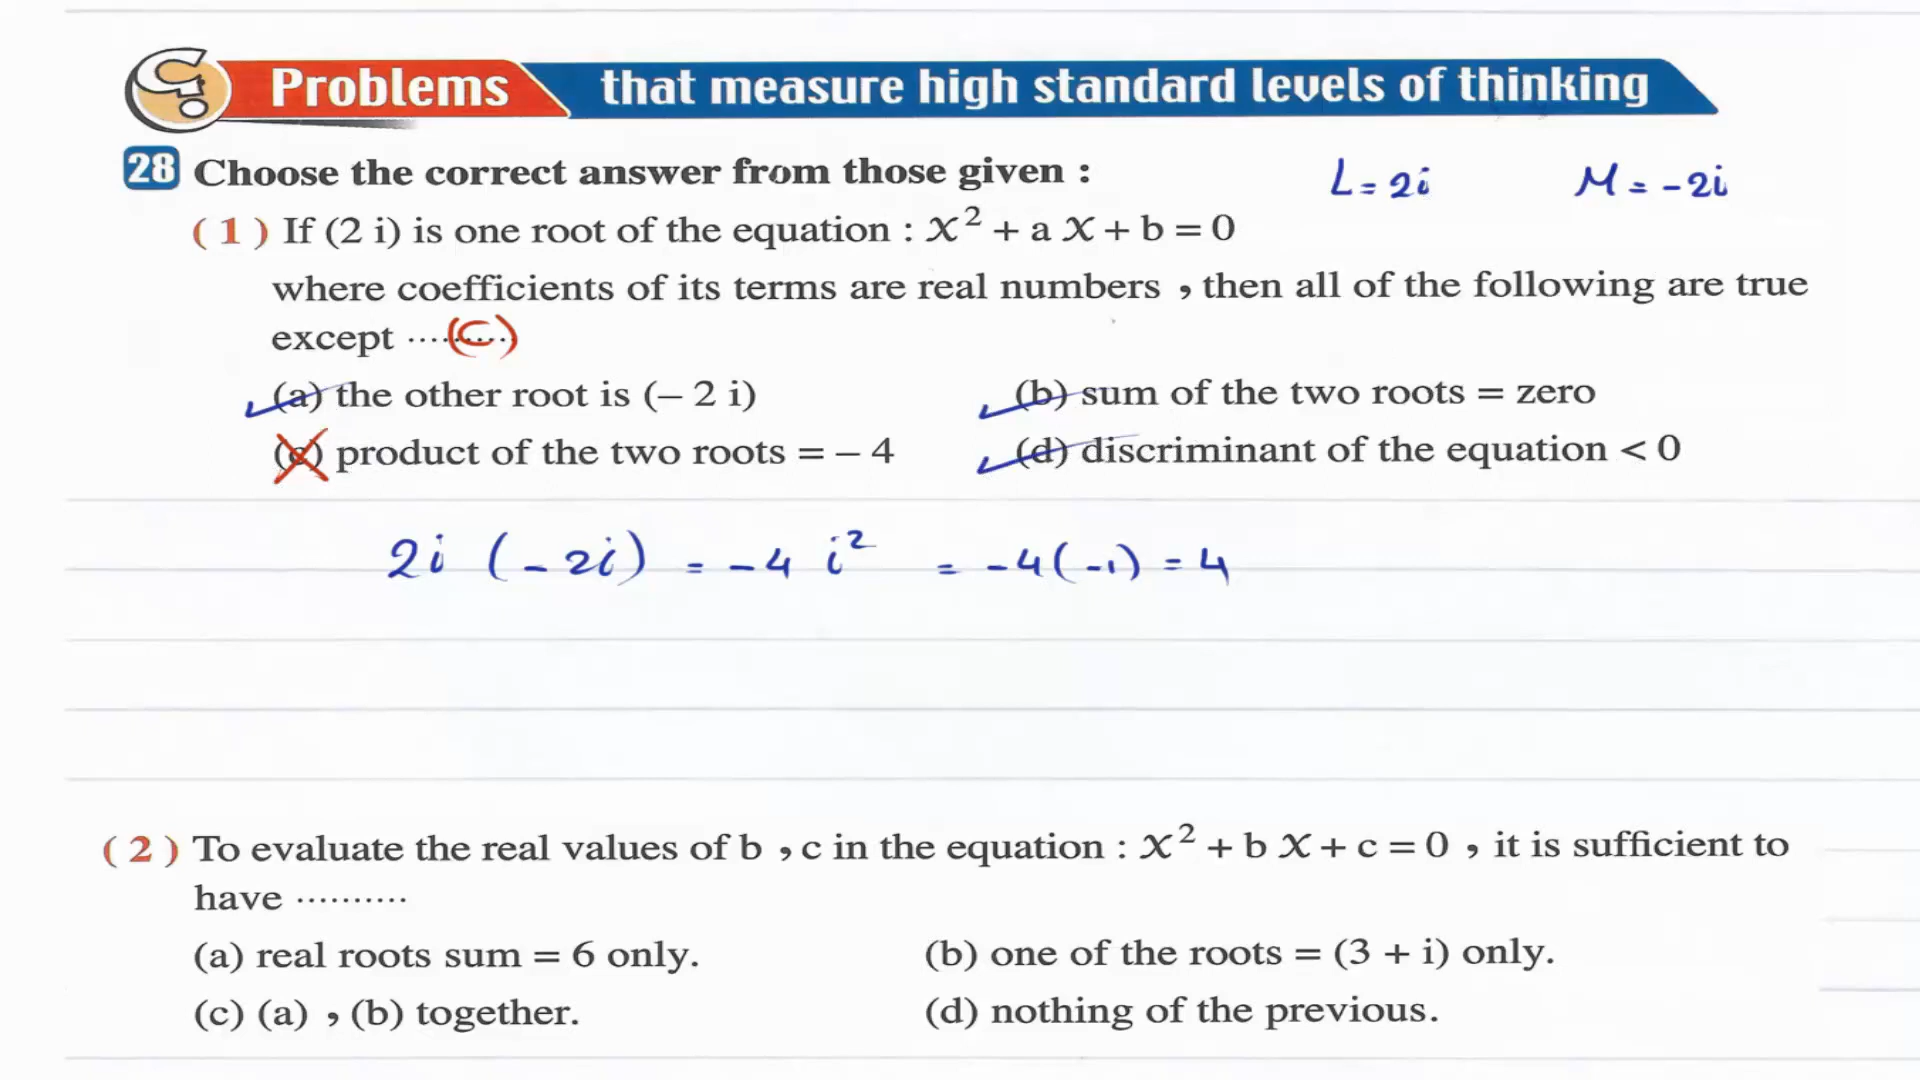 Problems that measure high standard levels of thinking
28 Choose the correct answer from those given :
L = 2i M = -2i
( 1 ) If (2 i) is one root of the equation : x² + a x + b = 0
where coefficients of its terms are real numbers , then all of the following are true
except ·········· (C)
(a) the other root is (– 2 i) (b) sum of the two roots = zero
(c) product of the two roots = – 4 (d) discriminant of the equation < 0
2i (-2i) = -4 i² = -4(-1) = 4
( 2 ) To evaluate the real values of b , c in the equation : x² + b x + c = 0 , it is sufficient to
have ··········
(a) real roots sum = 6 only. (b) one of the roots = (3 + i) only.
(c) (a) , (b) together. (d) nothing of the previous.